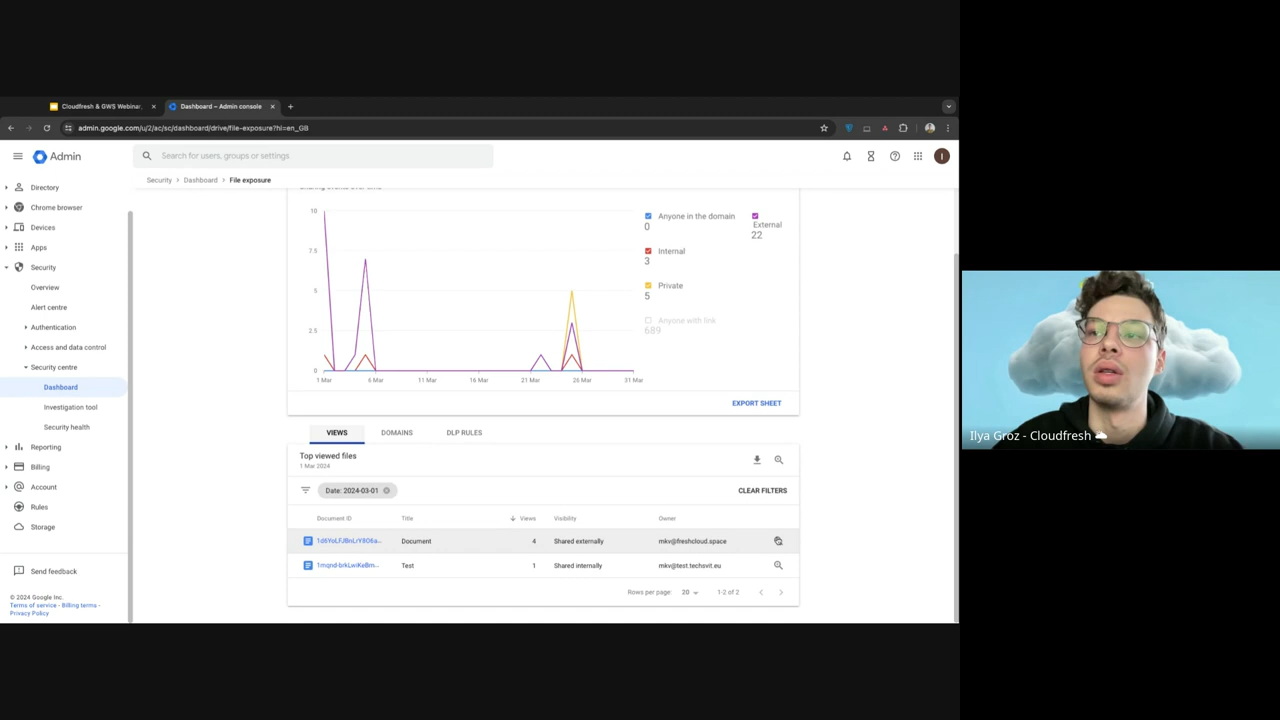 Cloudfresh & GWS Webinar,
Dashboard – Admin console
admin.google.com/u/2/ac/sc/dashboard/drive/file-exposure?hl=en_GB
Admin
Search for users, groups or settings
I
Security > Dashboard > File exposure
Directory
Chrome browser
Devices
Apps
Security
Overview
Alert centre
Authentication
Access and data control
Security centre
Dashboard
Investigation tool
Security health
Reporting
Billing
Account
Rules
Storage
Send feedback
© 2024 Google Inc.
Terms of service - Billing terms -
Privacy Policy
10
7.5
5
2.5
0
1 Mar 6 Mar 11 Mar 16 Mar 21 Mar 26 Mar 31 Mar
Anyone in the domain
0
External
22
Internal
3
Private
5
Anyone with link
689
EXPORT SHEET
VIEWS DOMAINS DLP RULES
Top viewed files
1 Mar 2024
Date: 2024-03-01
CLEAR FILTERS
Document ID Title Views Visibility Owner
Document 4 Shared externally mkv@freshcloud.space
Test 1 Shared internally mkv@test.techsvit.eu
Rows per page: 20 1-2 of 2
Ilya Groz - Cloudfresh